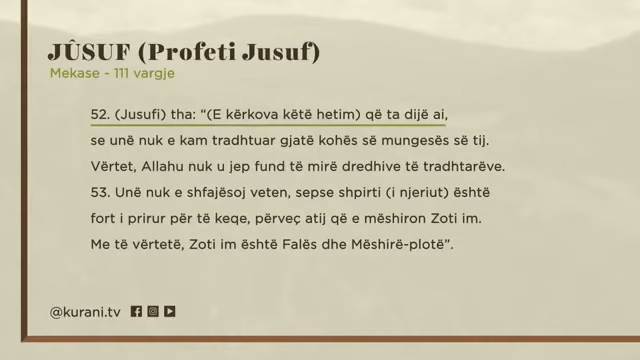 JÛSUF (Profeti Jusuf)
Mekase - 111 vargje
52. (Jusufi) tha: “(E kërkova këtë hetim) që ta dijë ai,
se unë nuk e kam tradhtuar gjatë kohës së mungesës së tij.
Vërtet, Allahu nuk u jep fund të mirë dredhive të tradhtarëve.
53. Unë nuk e shfajësoj veten, sepse shpirti (i njeriut) është
fort i prirur për të keqe, përveç atij që e mëshiron Zoti im.
Me të vërtetë, Zoti im është Falës dhe Mëshirë-plotë”.
@kurani.tv